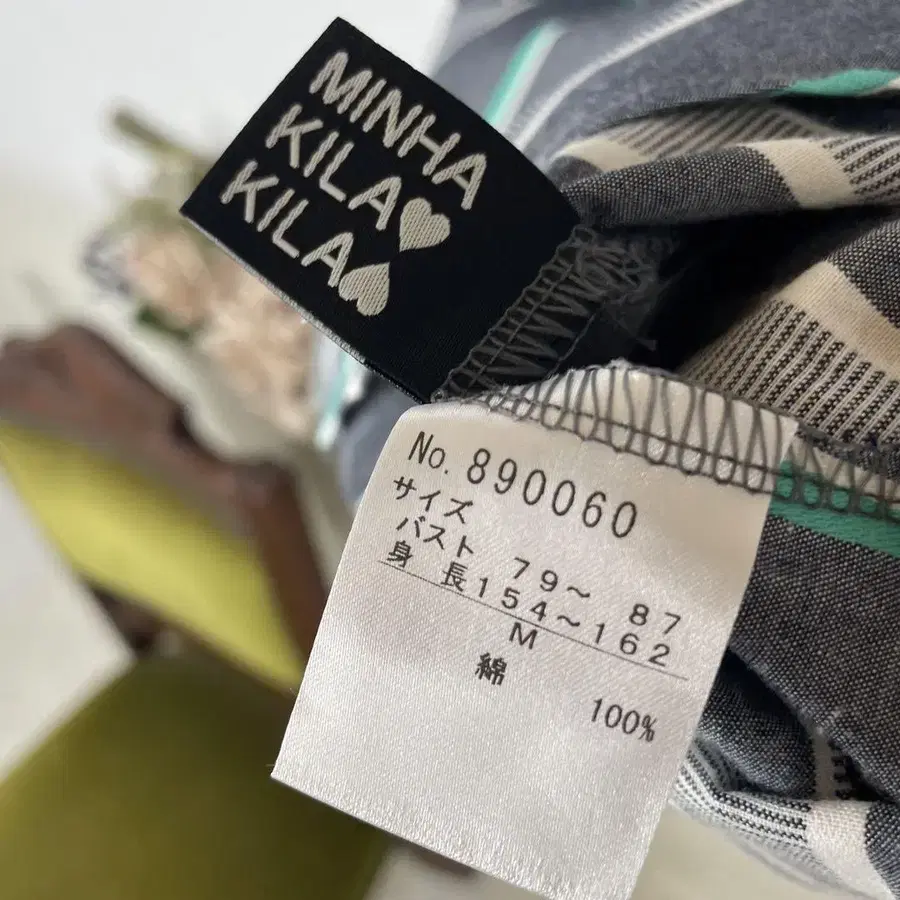 MINHA
KILA♥
KILA♥
No. 890060
サイズ
バスト 79～ 87
身 長154～162
M
綿
100%